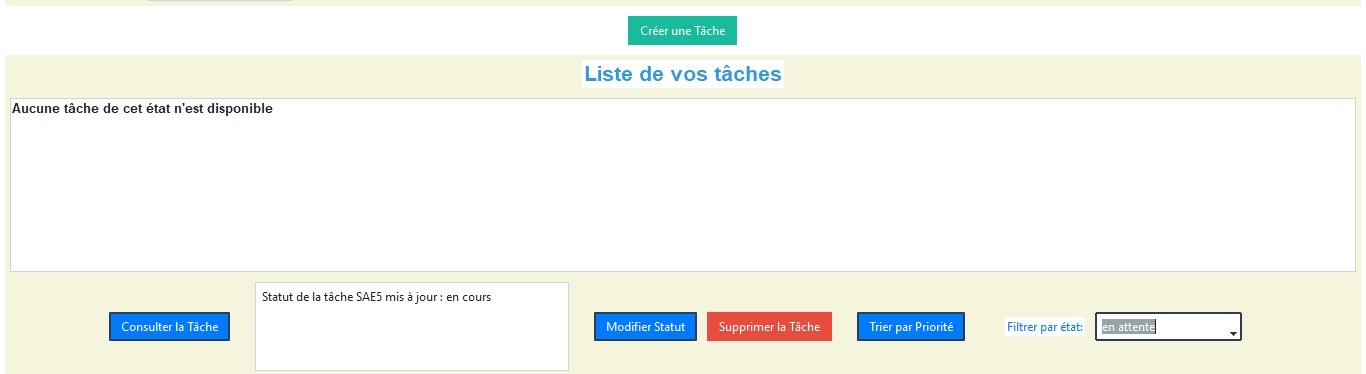 Créer une Tâche
Liste de vos tâches
Aucune tâche de cet état n'est disponible
Statut de la tâche SAE5 mis à jour : en cours
Consulter la Tâche
Modifier Statut
Supprimer la Tâche
Trier par Priorité
Filtrer par état:
en attente